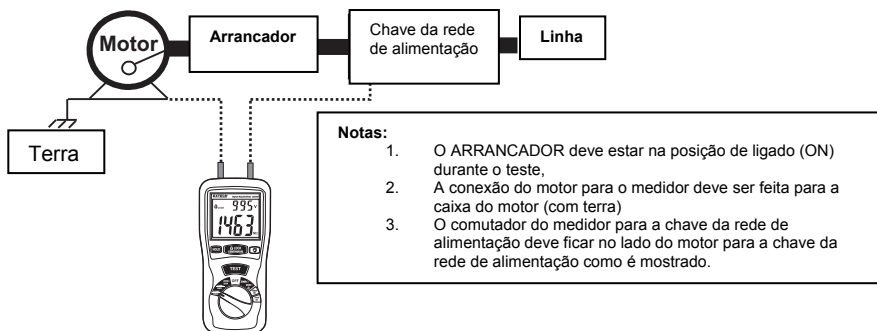 Motor
Arrancador
Chave da rede
de alimentação
Linha
Terra
995 v
1463
HOLD
TEST
OFF
Notas:
1. O ARRANCADOR deve estar na posição de ligado (ON)
durante o teste,
2. A conexão do motor para o medidor deve ser feita para a
caixa do motor (com terra)
3. O comutador do medidor para a chave da rede de
alimentação deve ficar no lado do motor para a chave da
rede de alimentação como é mostrado.